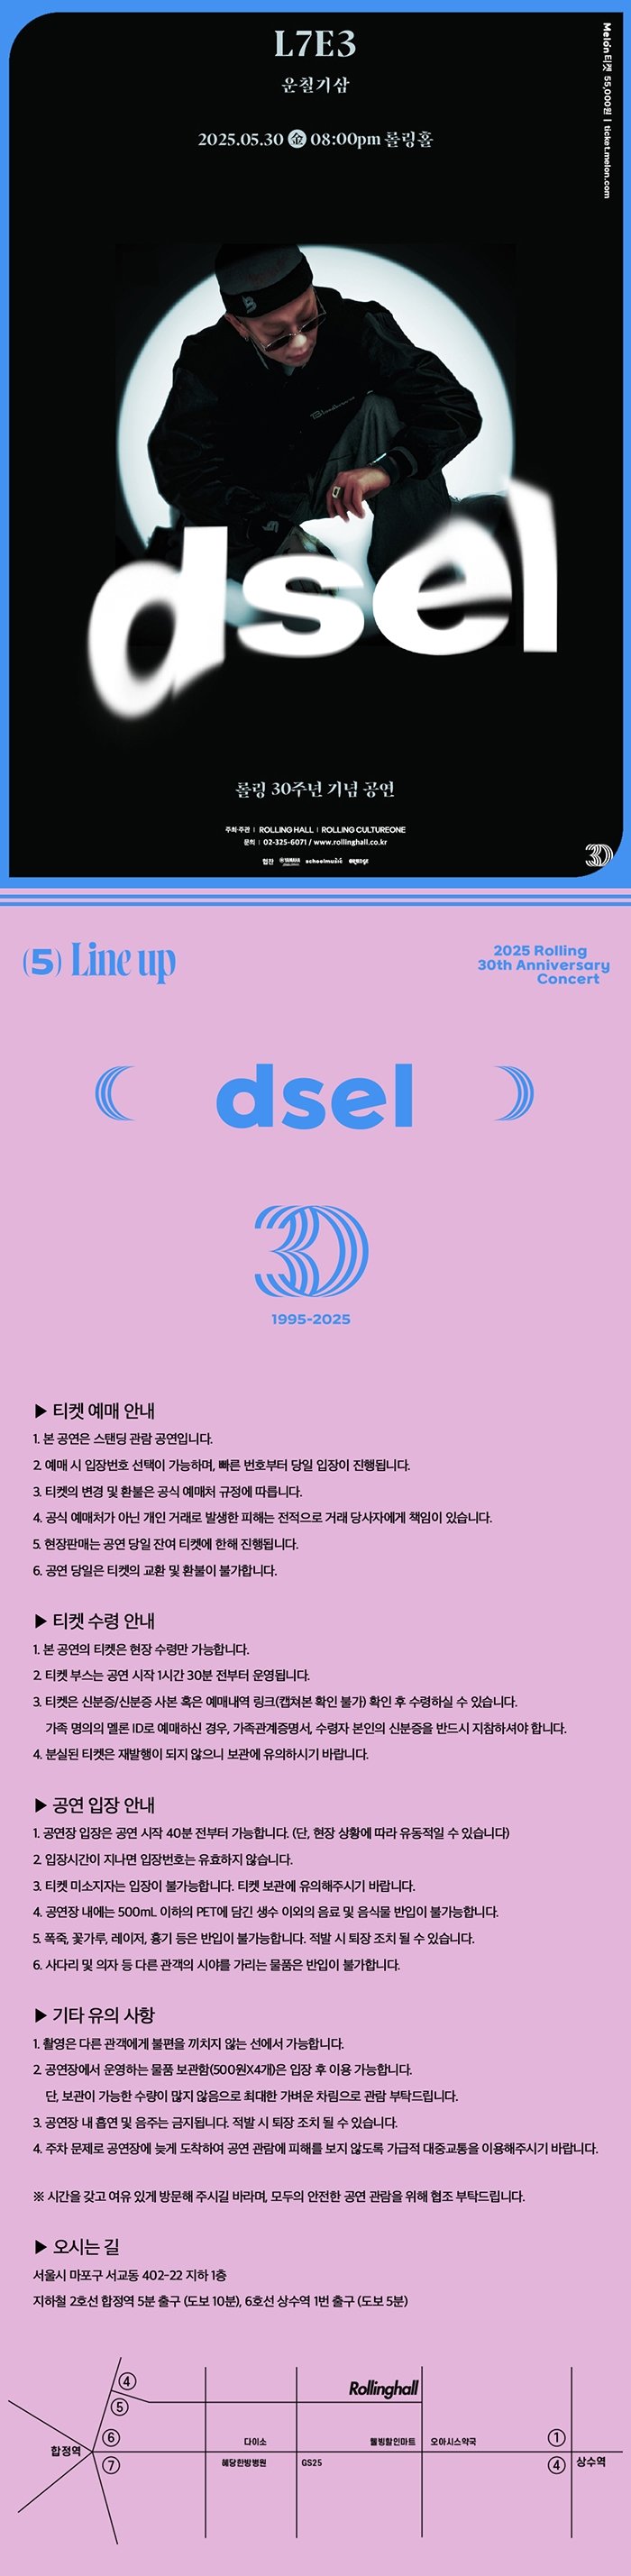 L7E3
운칠기삼
2025.05.30 金 08:00pm 롤링홀
Melon티켓 55,000원 | ticket.melon.com
dsel
롤링 30주년 기념 공연
주최·주관 | ROLLING HALL | ROLLING CULTUREONE
문의 | 02-325-6071 / www.rollinghall.co.kr
협찬 YAMAHA schoolmusic ORANGE
30
(5) Line up
2025 Rolling
30th Anniversary
Concert
dsel
30
1995-2025
▶ 티켓 예매 안내
1. 본 공연은 스탠딩 관람 공연입니다.
2. 예매 시 입장번호 선택이 가능하며, 빠른 번호부터 당일 입장이 진행됩니다.
3. 티켓의 변경 및 환불은 공식 예매처 규정에 따릅니다.
4. 공식 예매처가 아닌 개인 거래로 발생한 피해는 전적으로 거래 당사자에게 책임이 있습니다.
5. 현장판매는 공연 당일 잔여 티켓에 한해 진행됩니다.
6. 공연 당일은 티켓의 교환 및 환불이 불가합니다.
▶ 티켓 수령 안내
1. 본 공연의 티켓은 현장 수령만 가능합니다.
2. 티켓 부스는 공연 시작 1시간 30분 전부터 운영됩니다.
3. 티켓은 신분증/신분증 사본 혹은 예매내역 링크(캡쳐본 확인 불가) 확인 후 수령하실 수 있습니다.
가족 명의의 멜론 ID로 예매하신 경우, 가족관계증명서, 수령자 본인의 신분증을 반드시 지참하셔야 합니다.
4. 분실된 티켓은 재발행이 되지 않으니 보관에 유의하시기 바랍니다.
▶ 공연 입장 안내
1. 공연장 입장은 공연 시작 40분 전부터 가능합니다. (단, 현장 상황에 따라 유동적일 수 있습니다)
2. 입장시간이 지나면 입장번호는 유효하지 않습니다.
3. 티켓 미소지자는 입장이 불가능합니다. 티켓 보관에 유의해주시기 바랍니다.
4. 공연장 내에는 500mL 이하의 PET에 담긴 생수 이외의 음료 및 음식물 반입이 불가능합니다.
5. 폭죽, 꽃가루, 레이저, 흉기 등은 반입이 불가능합니다. 적발 시 퇴장 조치 될 수 있습니다.
6. 사다리 및 의자 등 다른 관객의 시야를 가리는 물품은 반입이 불가합니다.
▶ 기타 유의 사항
1. 촬영은 다른 관객에게 불편을 끼치지 않는 선에서 가능합니다.
2. 공연장에서 운영하는 물품 보관함(500원X4개)은 입장 후 이용 가능합니다.
단, 보관이 가능한 수량이 많지 않음으로 최대한 가벼운 차림으로 관람 부탁드립니다.
3. 공연장 내 흡연 및 음주는 금지됩니다. 적발 시 퇴장 조치 될 수 있습니다.
4. 주차 문제로 공연장에 늦게 도착하여 공연 관람에 피해를 보지 않도록 가급적 대중교통을 이용해주시기 바랍니다.
※ 시간을 갖고 여유 있게 방문해 주시길 바라며, 모두의 안전한 공연 관람을 위해 협조 부탁드립니다.
▶ 오시는 길
서울시 마포구 서교동 402-22 지하 1층
지하철 2호선 합정역 5분 출구 (도보 10분), 6호선 상수역 1번 출구 (도보 5분)
④
Rollinghall
⑤
⑥ 다이소 웰빙할인마트 오아시스약국 ①
합정역
⑦ 혜당한방병원 GS25 ④ 상수역